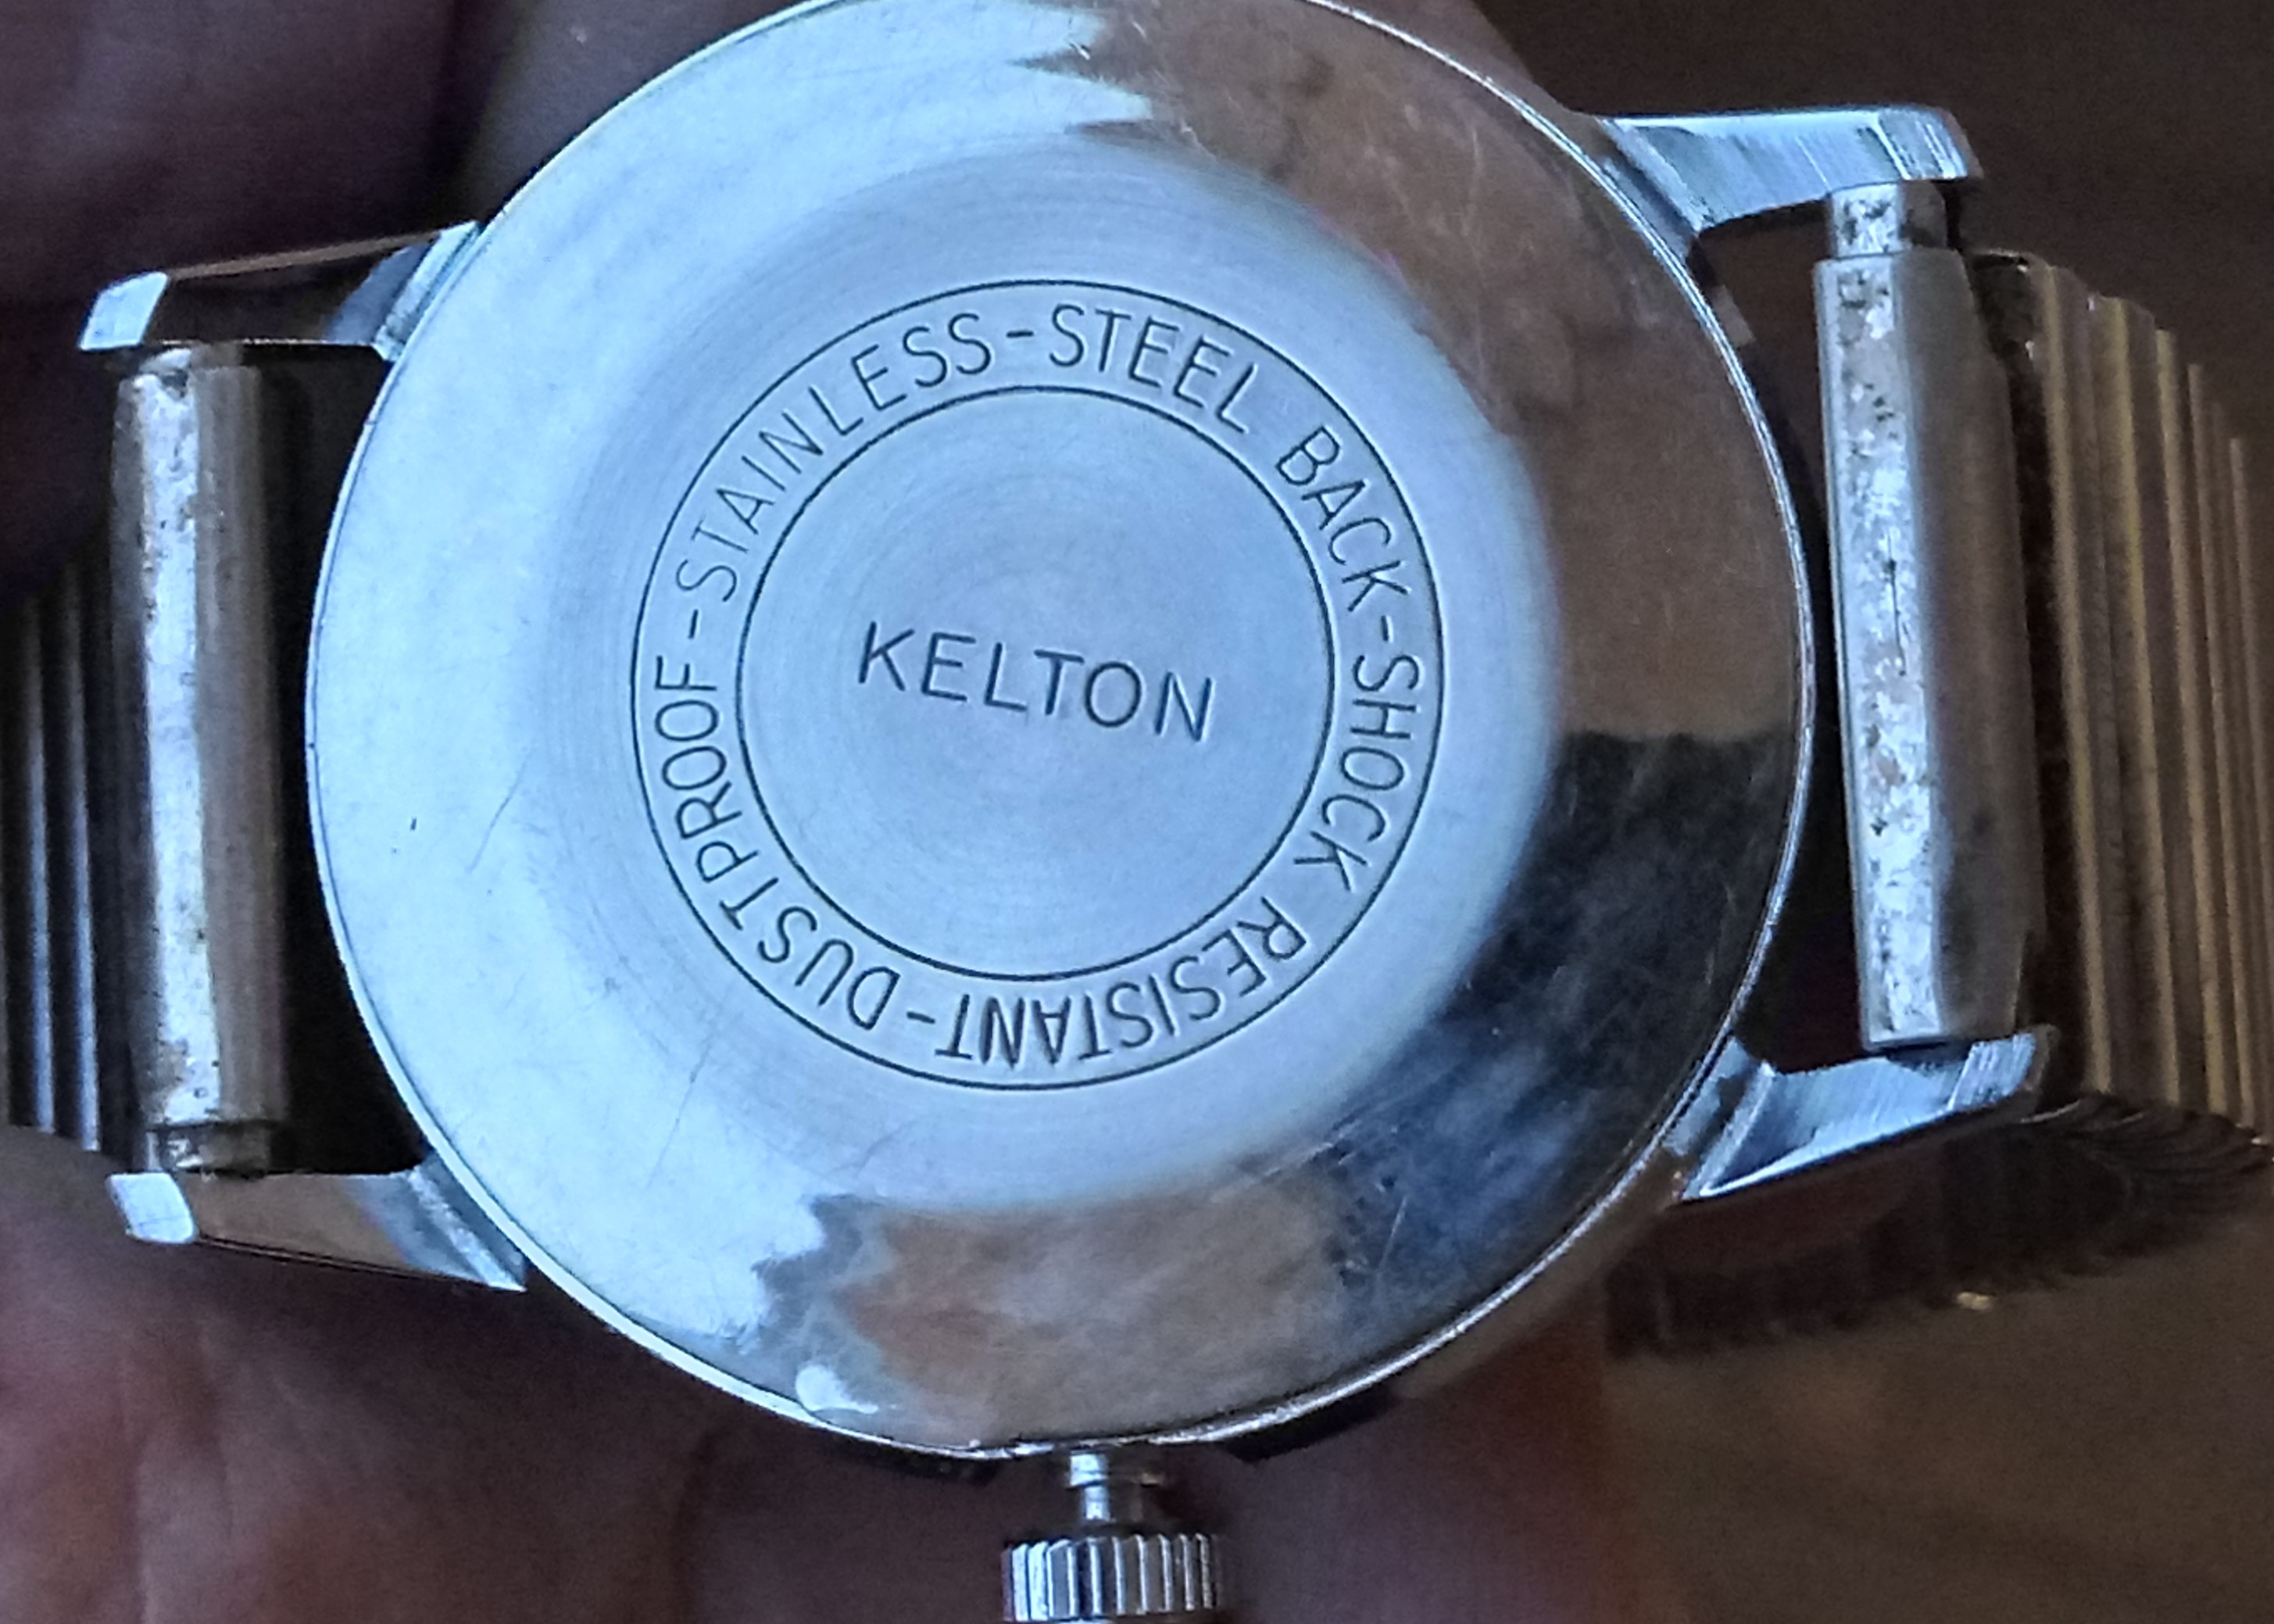 STAINLESS-STEEL BACK-SHOCK RESISTANT-DUSTPROOF-
KELTON